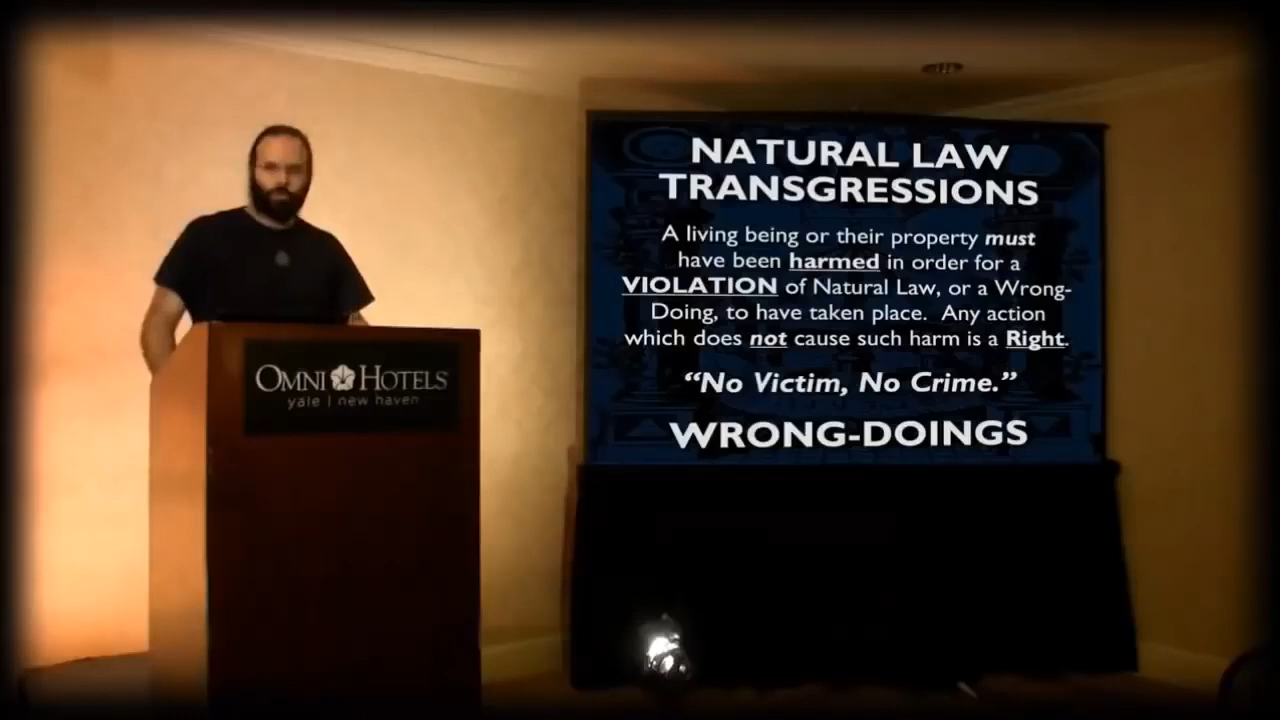 NATURAL LAW
TRANSGRESSIONS
A living being or their property must
have been harmed in order for a
VIOLATION of Natural Law, or a Wrong-
Doing, to have taken place. Any action
which does not cause such harm is a Right.
“No Victim, No Crime.”
WRONG-DOINGS
OMNI HOTELS
yale | new haven